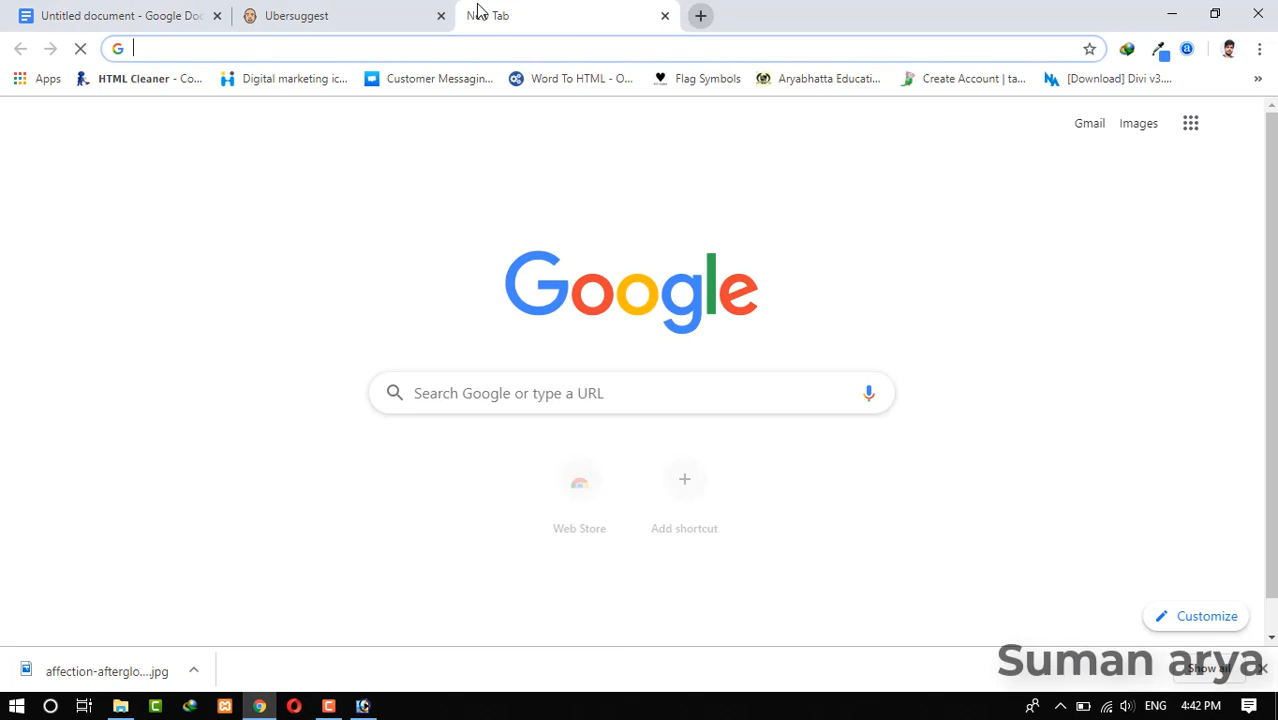 Untitled document - Google Doc
Ubersuggest
Tab
Apps
HTML Cleaner - Co...
Digital marketing ic...
Customer Messagin...
Word To HTML - O...
Flag Symbols
Aryabhatta Educati...
Create Account | ta...
[Download] Divi v3....
Gmail
Images
Google
Search Google or type a URL
Web Store
Add shortcut
Customize
affection-afterglo....jpg
Suman arya
Show all
ENG
4:42 PM